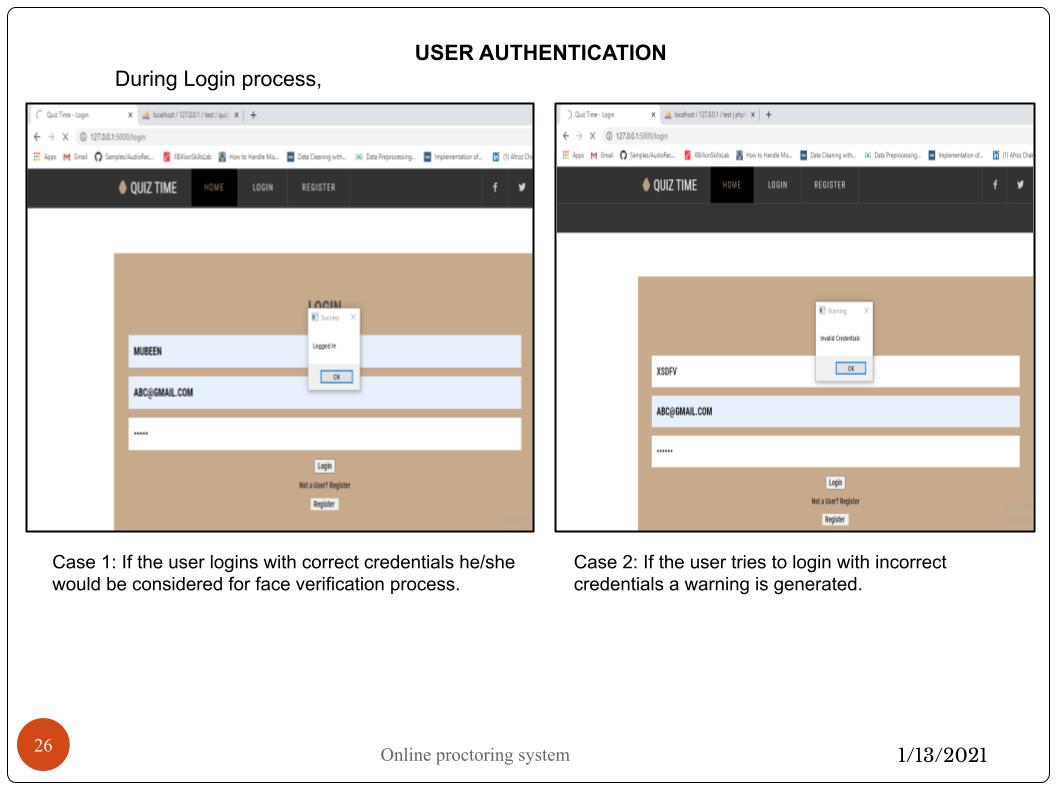 USER AUTHENTICATION
During Login process,
Quiz Time - Login
localhost / 127.0.0.1 / test / quiz
127.0.0.1:5000/login
Apps Gmail Samples/AudioRec... XBillionSkillsLab How to Handle Mis... Data Cleaning with... Data Preprocessing... Implementation of... (1) Afroz Cha
QUIZ TIME HOME LOGIN REGISTER
LOGIN
Success
Logged In
OK
MUBEEN
ABC@GMAIL.COM
•••••
Login
Not a User? Register
Register
Quiz Time - Login
localhost / 127.0.0.1 / test | php
127.0.0.1:5000/login
Apps Gmail Samples/AudioRec... XBillionSkillsLab How to Handle Mis... Data Cleaning with... Data Preprocessing... Implementation of... (1) Afroz Chak
QUIZ TIME HOME LOGIN REGISTER
Warning
Invalid Credentials
OK
XSDFV
ABC@GMAIL.COM
••••••
Login
Not a User? Register
Register
Case 1: If the user logins with correct credentials he/she
would be considered for face verification process.
Case 2: If the user tries to login with incorrect
credentials a warning is generated.
26
Online proctoring system
1/13/2021